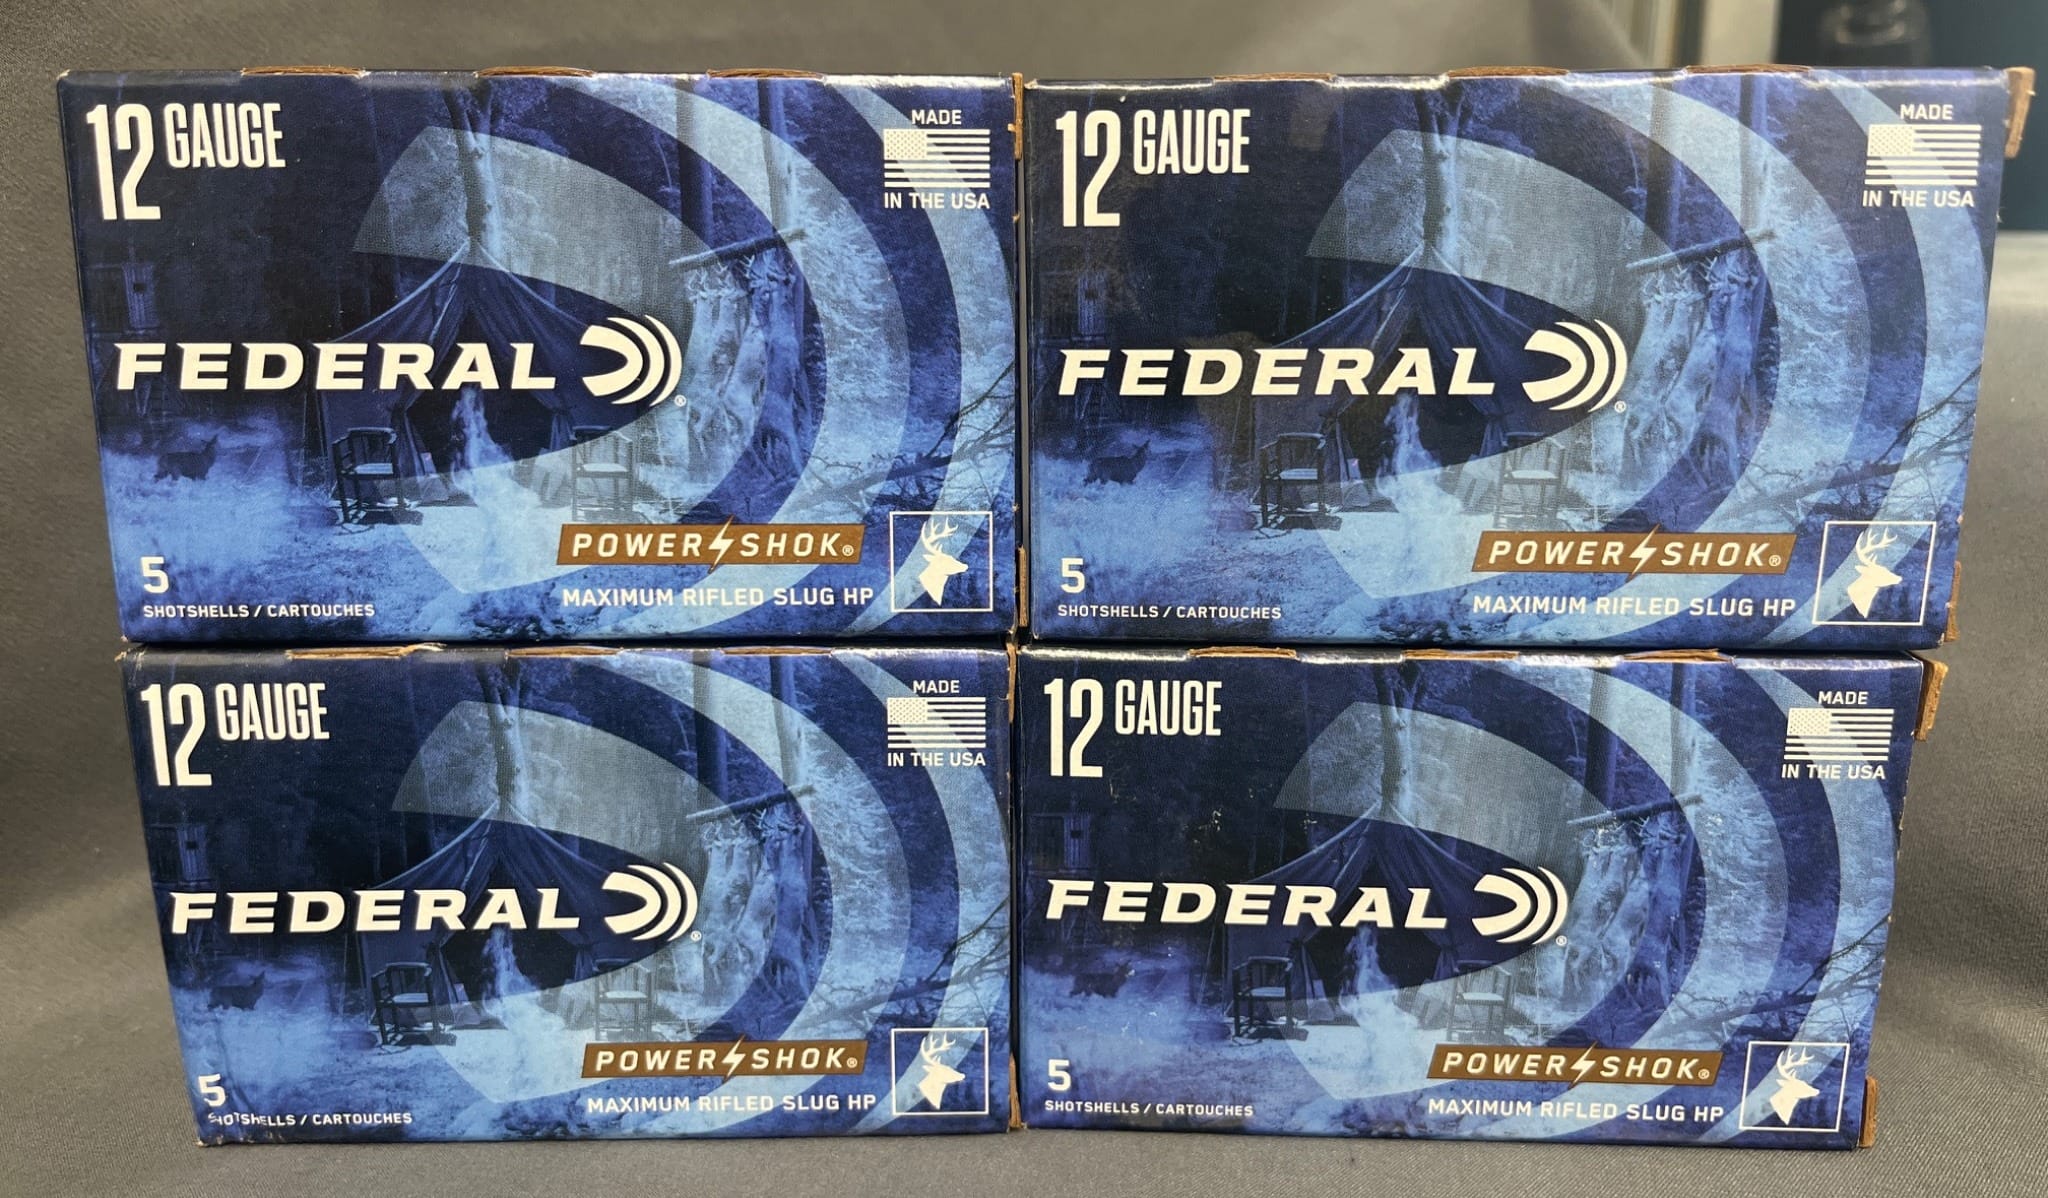 12 GAUGE
MADE
IN THE USA
FEDERAL®
POWER SHOK®
MAXIMUM RIFLED SLUG HP
5
SHOTSHELLS / CARTOUCHES
12 GAUGE
MADE
IN THE USA
FEDERAL®
POWER SHOK®
MAXIMUM RIFLED SLUG HP
5
SHOTSHELLS / CARTOUCHES
12 GAUGE
MADE
IN THE USA
FEDERAL®
POWER SHOK®
MAXIMUM RIFLED SLUG HP
5
SHOTSHELLS / CARTOUCHES
12 GAUGE
MADE
IN THE USA
FEDERAL®
POWER SHOK®
MAXIMUM RIFLED SLUG HP
5
SHOTSHELLS / CARTOUCHES